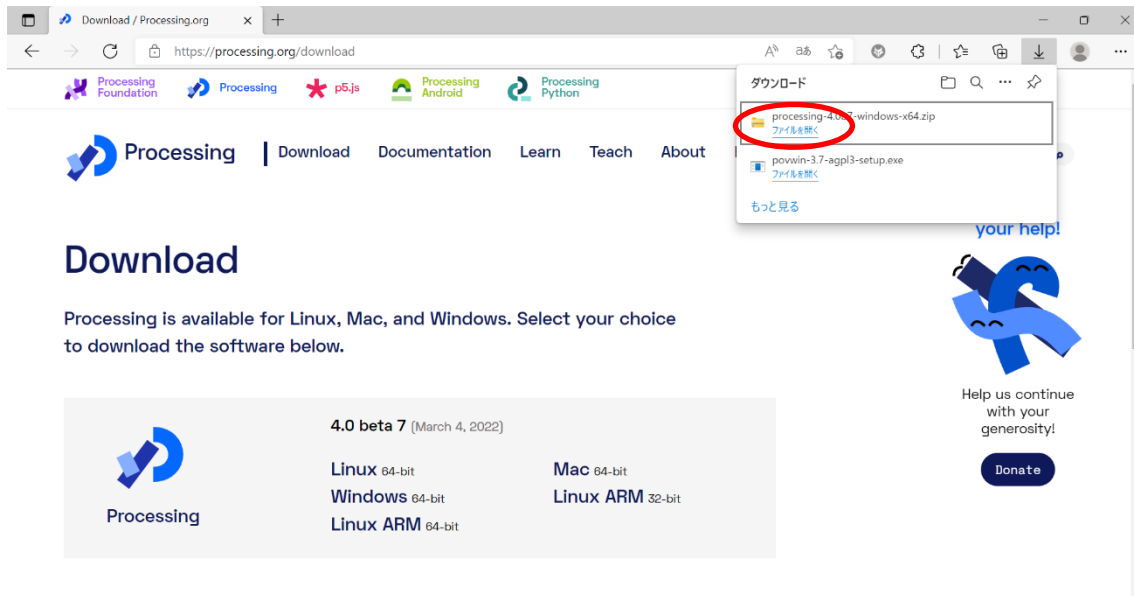 Download / Processing.org
https://processing.org/download
Processing Foundation
Processing
p5.js
Processing Android
Processing Python
ダウンロード
processing-4.0b7-windows-x64.zip
ファイルを開く
povwin-3.7-agpl3-setup.exe
ファイルを開く
もっと見る
Processing
Download
Documentation
Learn
Teach
About
your help!
Download
Processing is available for Linux, Mac, and Windows. Select your choice
to download the software below.
Processing
4.0 beta 7 (March 4, 2022)
Linux 64-bit
Mac 64-bit
Windows 64-bit
Linux ARM 32-bit
Linux ARM 64-bit
Help us continue
with your
generosity!
Donate